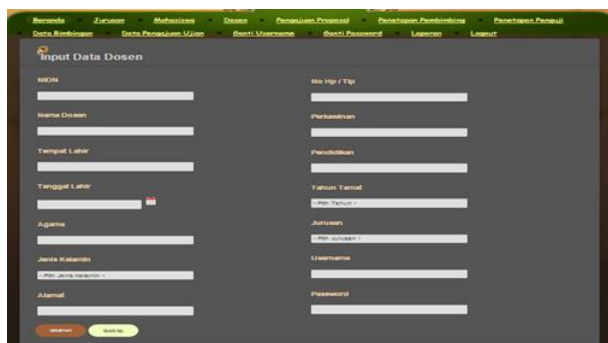 Beranda Jurusan Mahasiswa Dosen Pengajuan Proposal Penetapan Pembimbing Penetapan Penguji
Data Bimbingan Data Pengajuan Ujian Ganti Username Ganti Password Laporan Logout
Input Data Dosen
NIDN
No Hp / Tlp
Nama Dosen
Perkawinan
Tempat Lahir
Pendidikan
Tanggal Lahir
Tahun Tamat
- Pilih Tahun -
Agama
Jurusan
- Pilih Jurusan -
Jenis Kelamin
- Pilih Jenis Kelamin -
Username
Alamat
Password